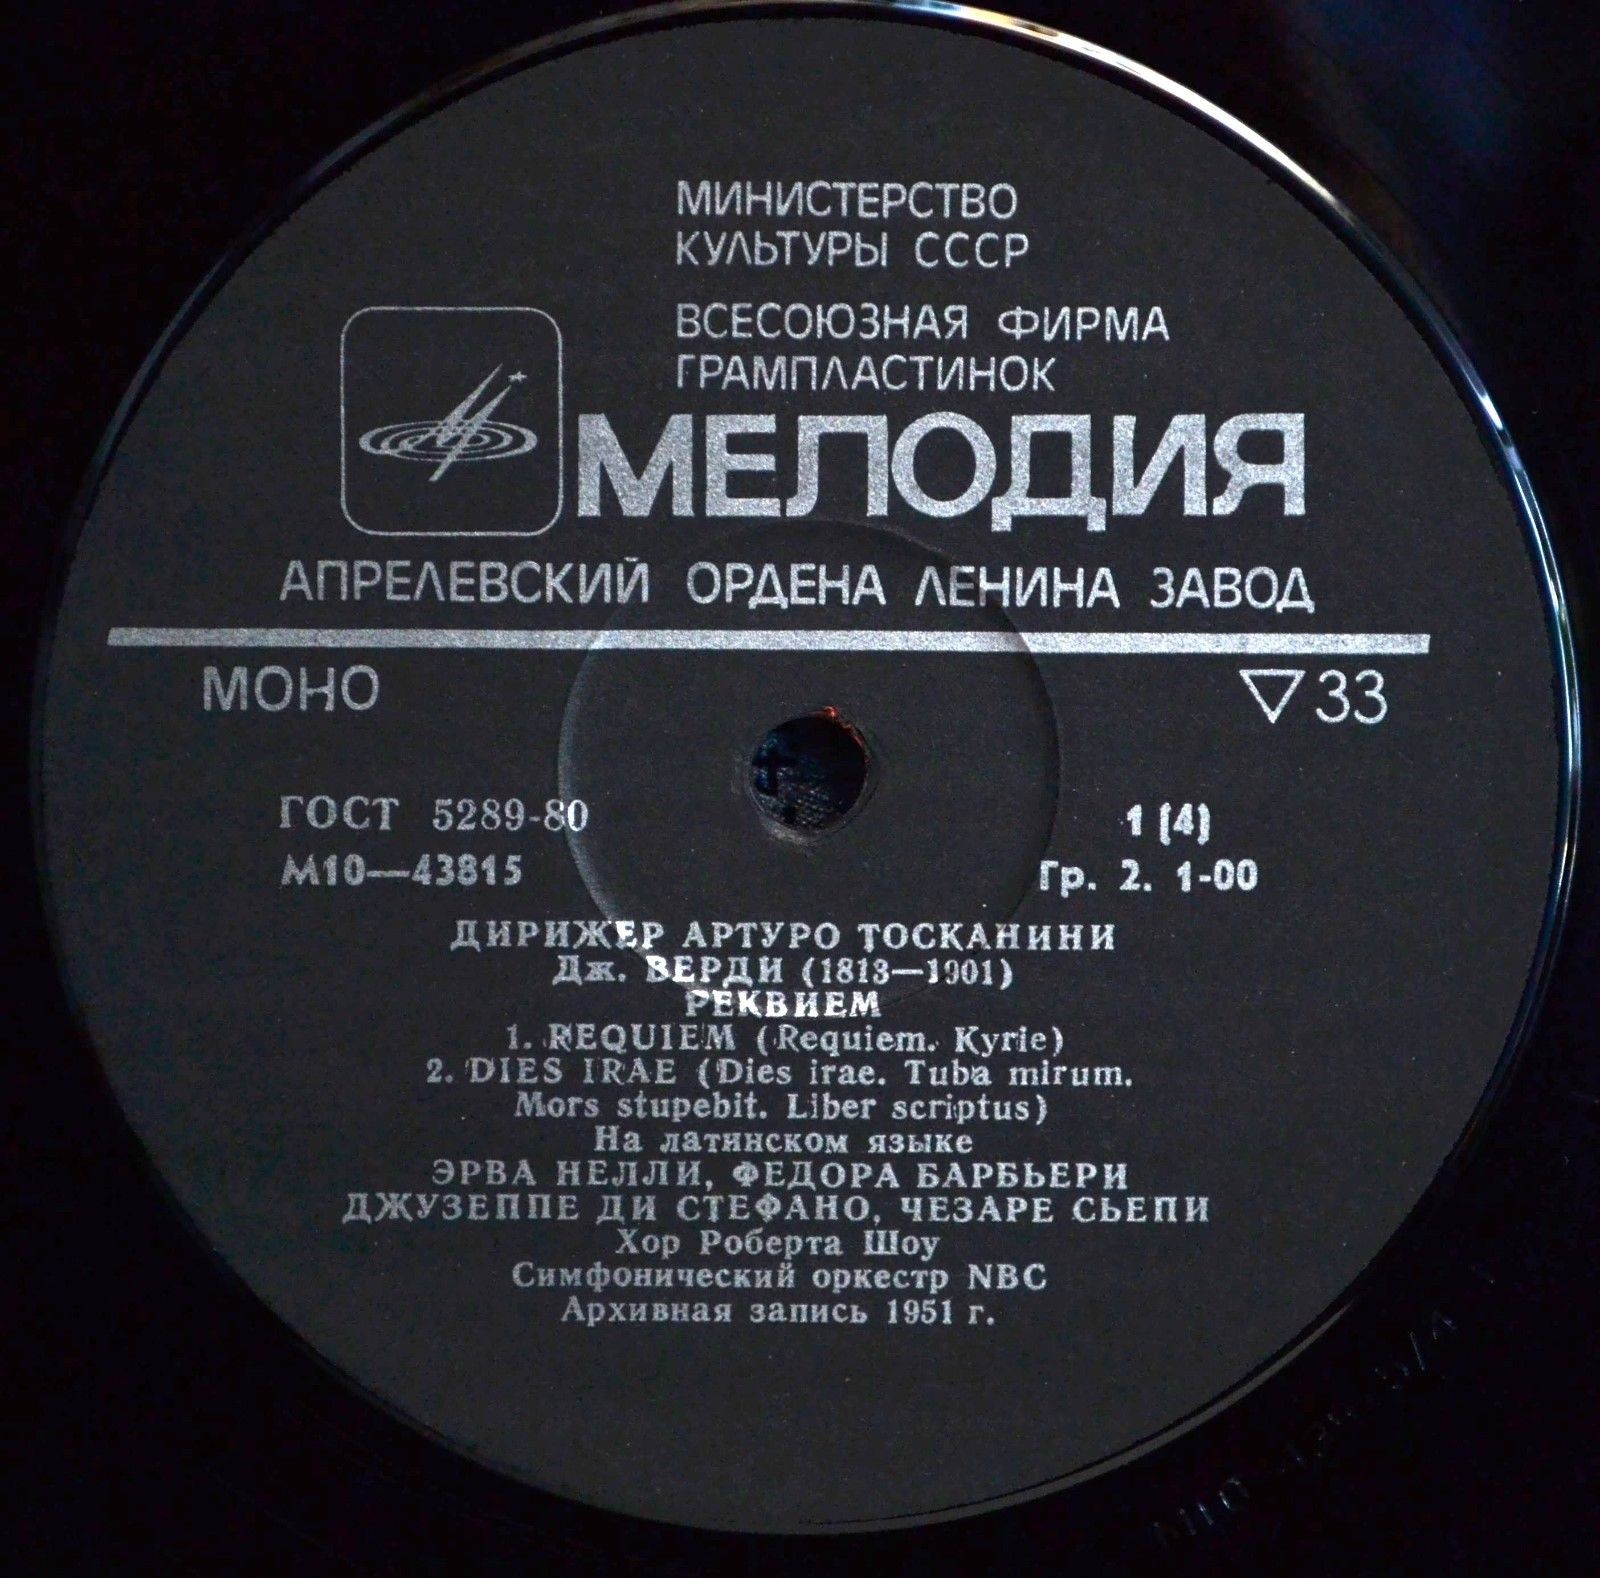 МИНИСТЕРСТВО
КУЛЬТУРЫ СССР
ВСЕСОЮЗНАЯ ФИРМА
ГРАМПЛАСТИНОК
МЕЛОДИЯ
АПРЕЛЕВСКИЙ ОРДЕНА ЛЕНИНА ЗАВОД
МОНО
▽33
ГОСТ 5289-80
1 (4)
М10—43815
Гр. 2. 1-00
ДИРИЖЕР АРТУРО ТОСКАНИНИ
Дж. ВЕРДИ (1813—1901)
РЕКВИЕМ
1. REQUIEM (Requiem. Kyrie)
2. DIES IRAE (Dies irae. Tuba mirum.
Mors stupebit. Liber scriptus)
На латинском языке
ЭРВА НЕЛЛИ, ФЕДОРА БАРБЬЕРИ
ДЖУЗЕППЕ ДИ СТЕФАНО, ЧЕЗАРЕ СЬЕПИ
Хор Роберта Шоу
Симфонический оркестр NBC
Архивная запись 1951 г.